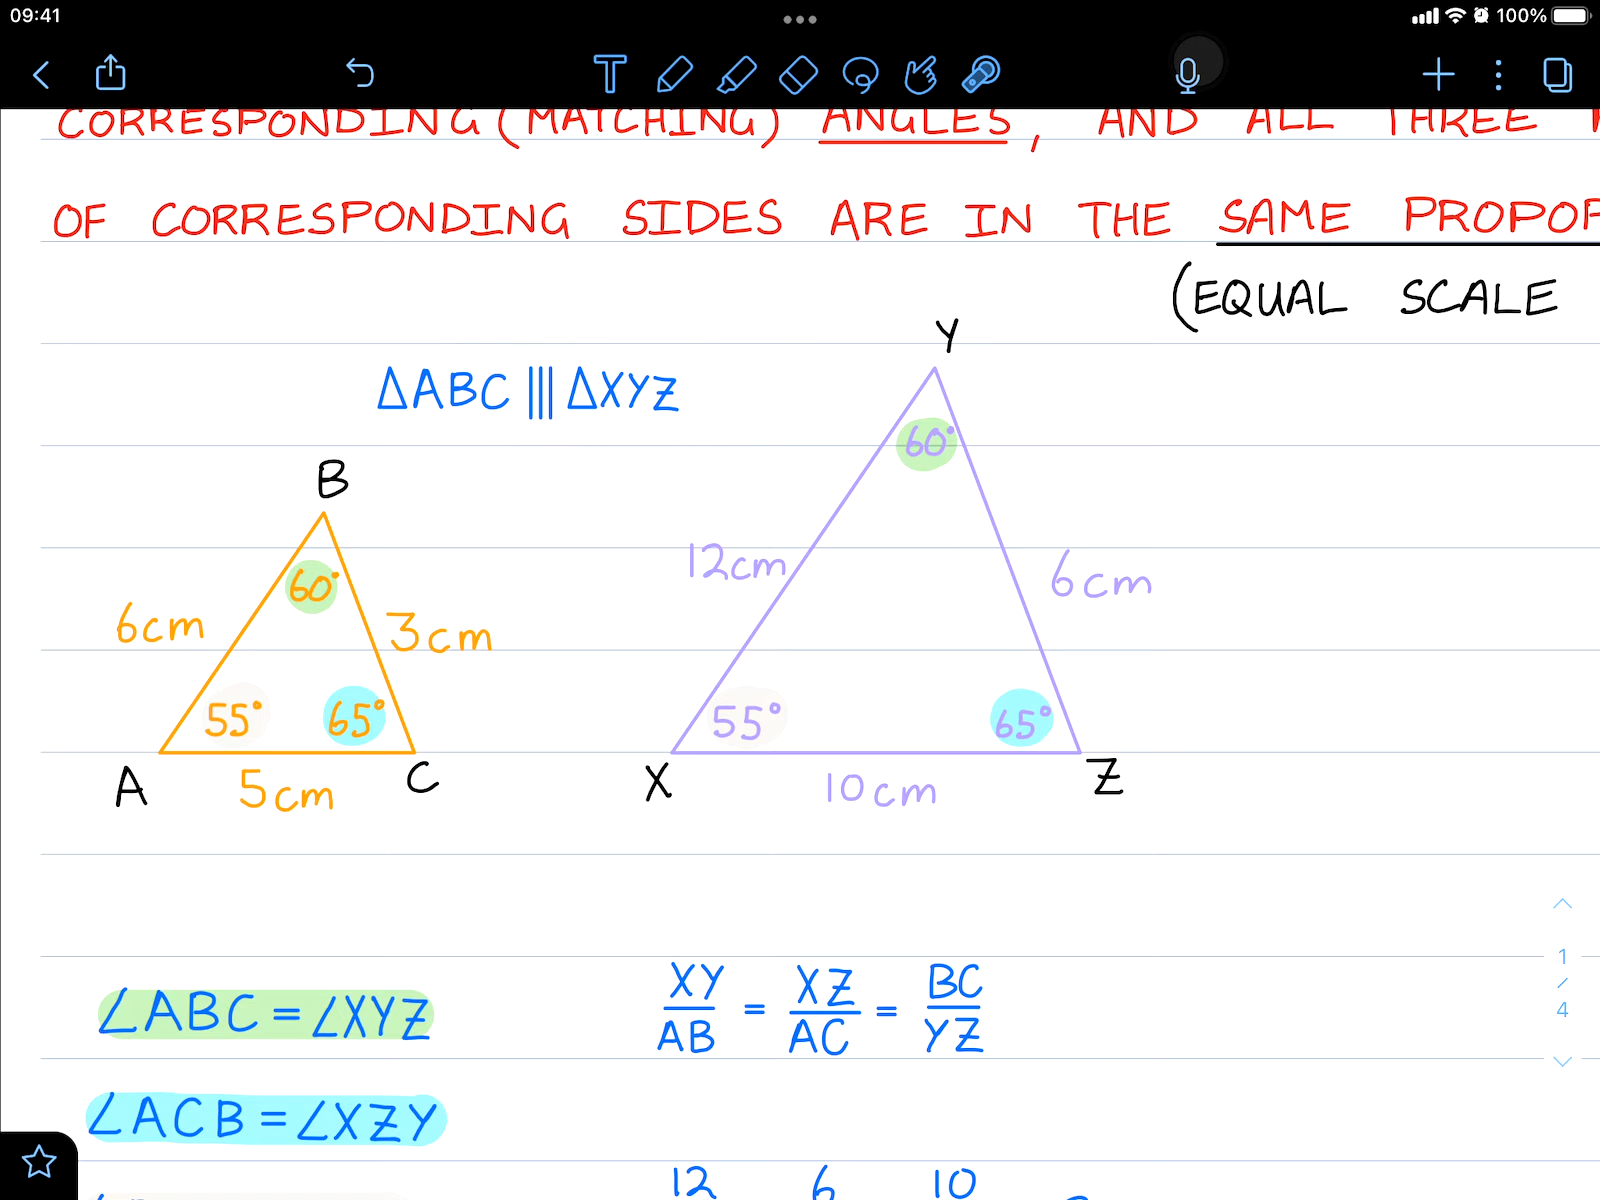 09:41
100%
CORRESPONDING (MATCHING) ANGLES, AND ALL THREE
OF CORRESPONDING SIDES ARE IN THE SAME PROPOR
(EQUAL SCALE
Y
ΔABC ||| ΔXYZ
60°
B
12cm
6cm
60°
6cm
3cm
55°
65°
55°
65°
A
5cm
C
X
10cm
Z
∠ABC = ∠XYZ
XY/AB = XZ/AC = BC/YZ
1/4
∠ACB = ∠XZY
12 6 10